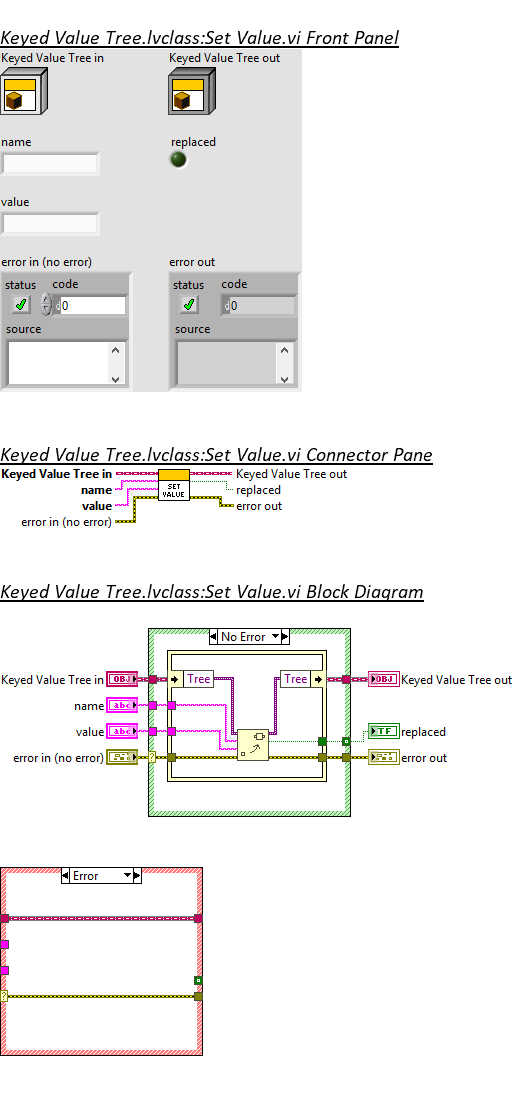 Keyed Value Tree.lvclass:Set Value.vi Front Panel
Keyed Value Tree in Keyed Value Tree out
name replaced
value
error in (no error) error out
status code status code
0 0
source source
Keyed Value Tree.lvclass:Set Value.vi Connector Pane
Keyed Value Tree in Keyed Value Tree out
name SET VALUE replaced
value error out
error in (no error)
Keyed Value Tree.lvclass:Set Value.vi Block Diagram
No Error
Keyed Value Tree in OBJ Tree Tree OBJ Keyed Value Tree out
name abc
value abc TF replaced
error in (no error) ? error out
Error
?